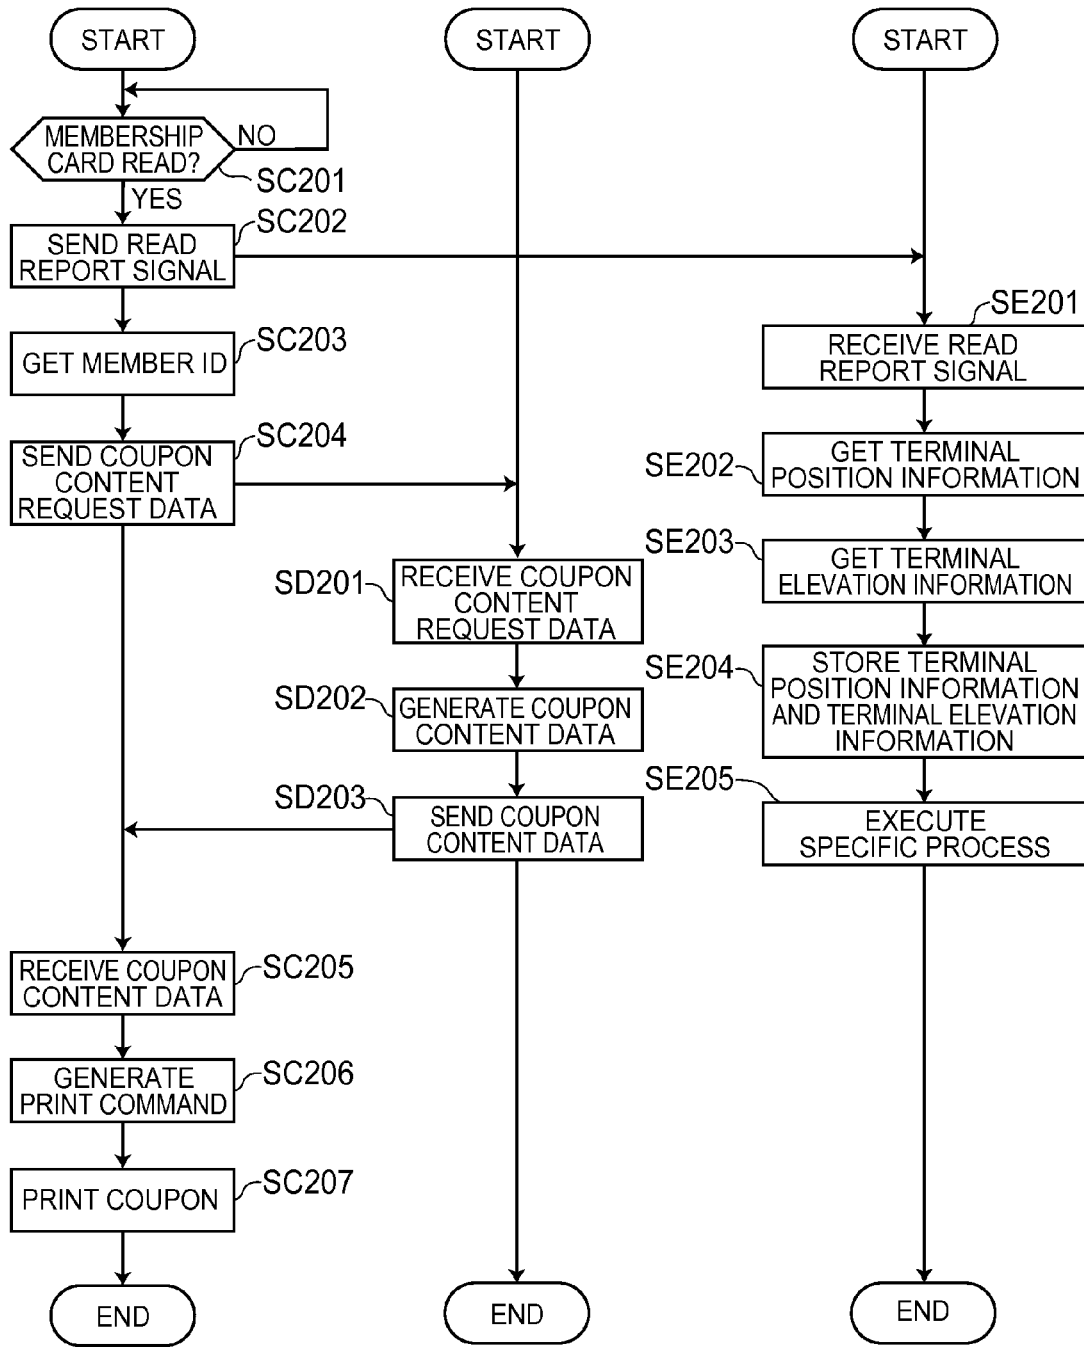 START
MEMBERSHIP
CARD READ?
NO
SC201
YES
SEND READ
REPORT SIGNAL
SC202
GET MEMBER ID
SC203
SEND COUPON
CONTENT
REQUEST DATA
SC204
RECEIVE COUPON
CONTENT DATA
SC205
GENERATE
PRINT COMMAND
SC206
PRINT COUPON
SC207
END
START
SD201
RECEIVE COUPON
CONTENT
REQUEST DATA
SD202
GENERATE COUPON
CONTENT DATA
SD203
SEND COUPON
CONTENT DATA
END
START
SE201
RECEIVE READ
REPORT SIGNAL
SE202
GET TERMINAL
POSITION INFORMATION
SE203
GET TERMINAL
ELEVATION INFORMATION
SE204
STORE TERMINAL
POSITION INFORMATION
AND TERMINAL ELEVATION
INFORMATION
SE205
EXECUTE
SPECIFIC PROCESS
END